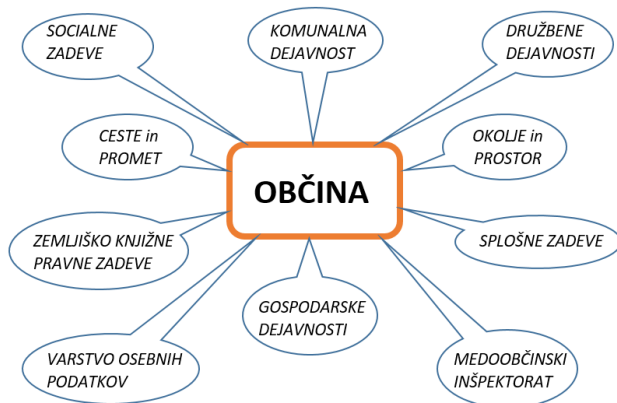 SOCIALNE
ZADEVE
KOMUNALNA
DEJAVNOST
DRUŽBENE
DEJAVNOSTI
CESTE in
PROMET
OKOLJE in
PROSTOR
OBČINA
ZEMLJIŠKO KNJIŽNE
PRAVNE ZADEVE
SPLOŠNE ZADEVE
GOSPODARSKE
DEJAVNOSTI
VARSTVO OSEBNIH
PODATKOV
MEDOOBČINSKI
INŠPEKTORAT